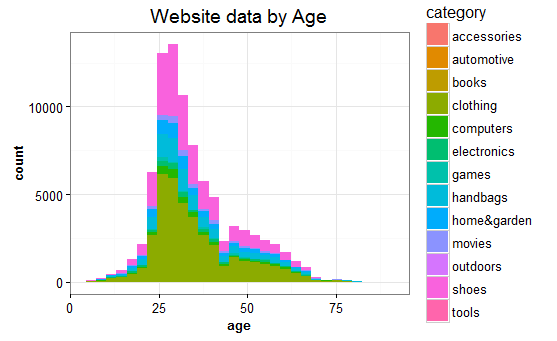 Website data by Age
category
accessories
automotive
books
clothing
computers
electronics
games
handbags
home&garden
movies
outdoors
shoes
tools
count
10000
5000
0
0
25
50
75
age